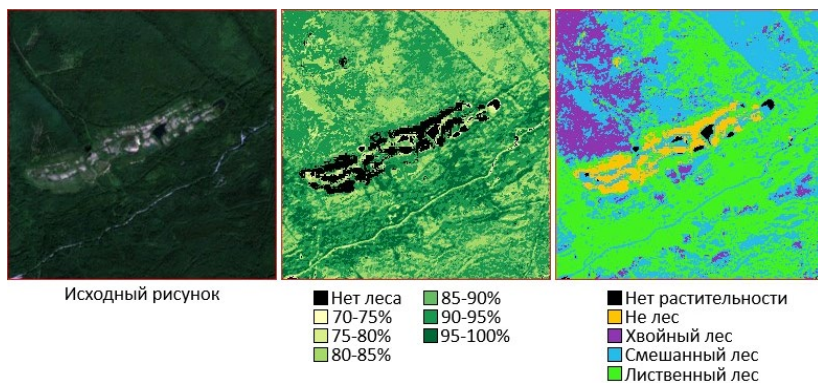 Исходный рисунок
Нет леса
70-75%
75-80%
80-85%
85-90%
90-95%
95-100%
Нет растительности
Не лес
Хвойный лес
Смешанный лес
Лиственный лес